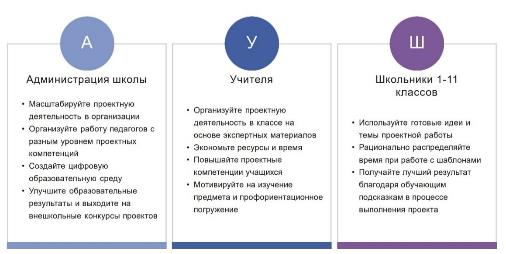 А
Администрация школы
• Масштабируйте проектную
деятельность в организации
• Организуйте работу педагогов с
разным уровнем проектных
компетенций
• Создайте цифровую
образовательную среду
• Улучшите образовательные
результаты и выходите на
внешкольные конкурсы проектов
У
Учителя
• Организуйте проектную
деятельность в классе на
основе экспертных материалов
• Экономьте ресурсы и время
• Повышайте проектные
компетенции учащихся
• Мотивируйте на изучение
предмета и профориентационное
погружение
Ш
Школьники 1-11
классов
• Используйте готовые идеи и
темы проектной работы
• Рационально распределяйте
время при работе с шаблонами
• Получайте лучший результат
благодаря обучающим
подсказкам в процессе
выполнения проекта